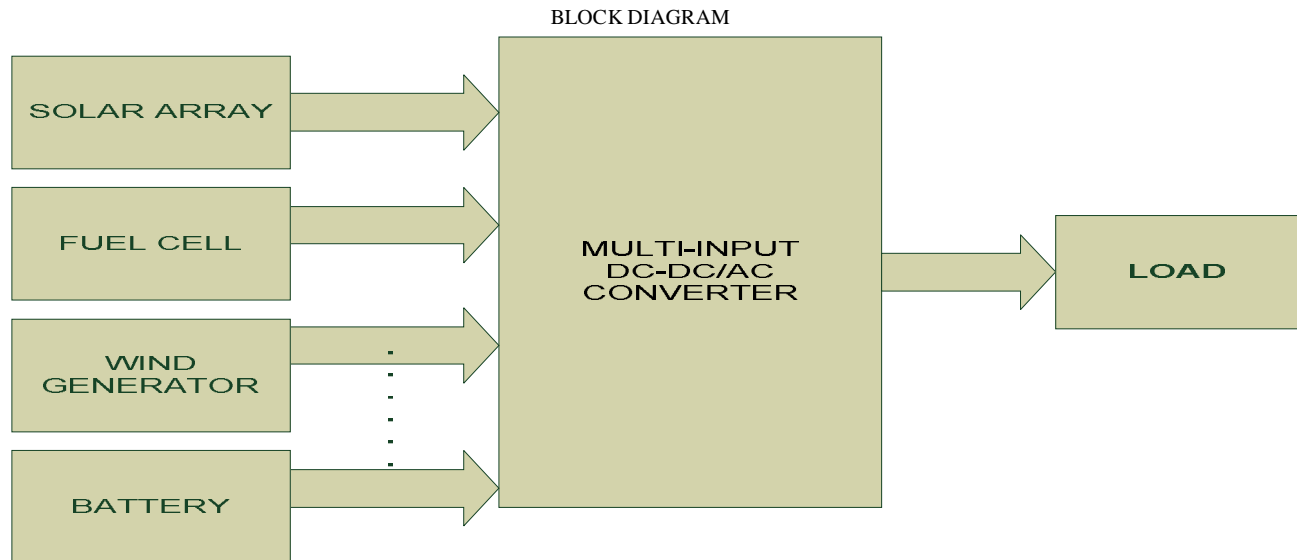 BLOCK DIAGRAM
SOLAR ARRAY
FUEL CELL
WIND
GENERATOR
BATTERY
MULTI-INPUT
DC-DC/AC
CONVERTER
LOAD